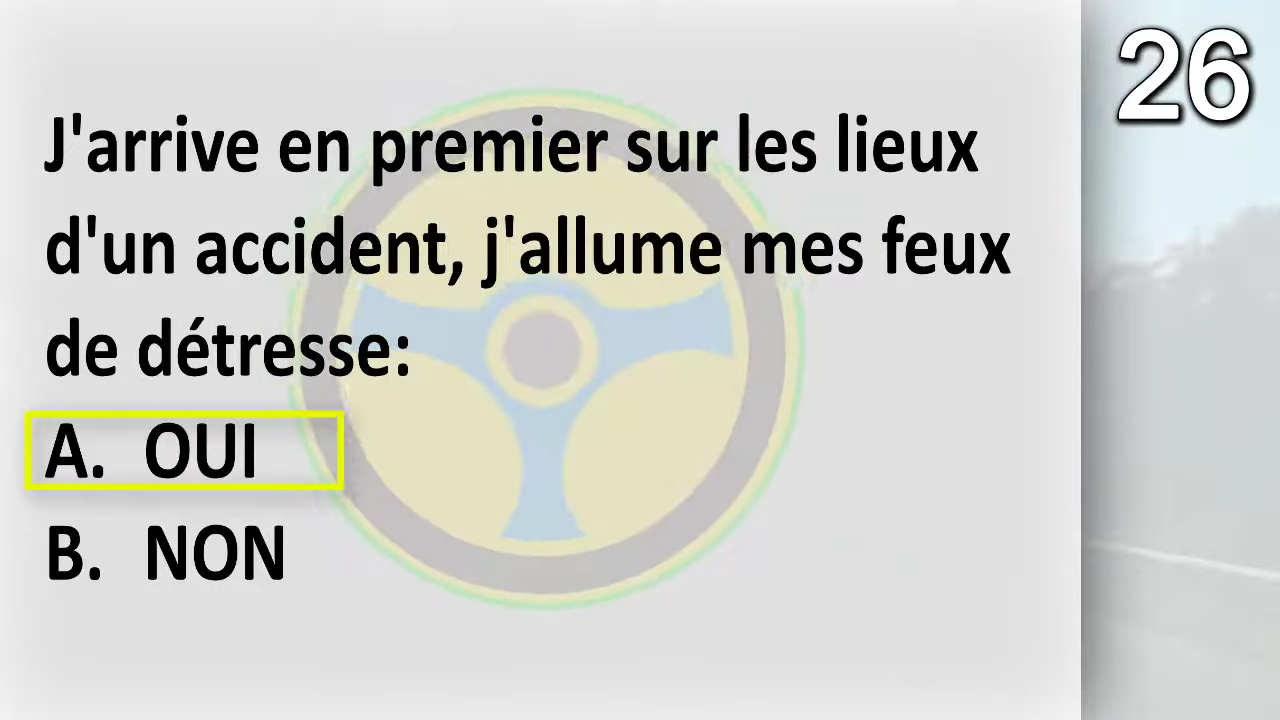 26
J'arrive en premier sur les lieux
d'un accident, j'allume mes feux
de détresse:
A. OUI
B. NON